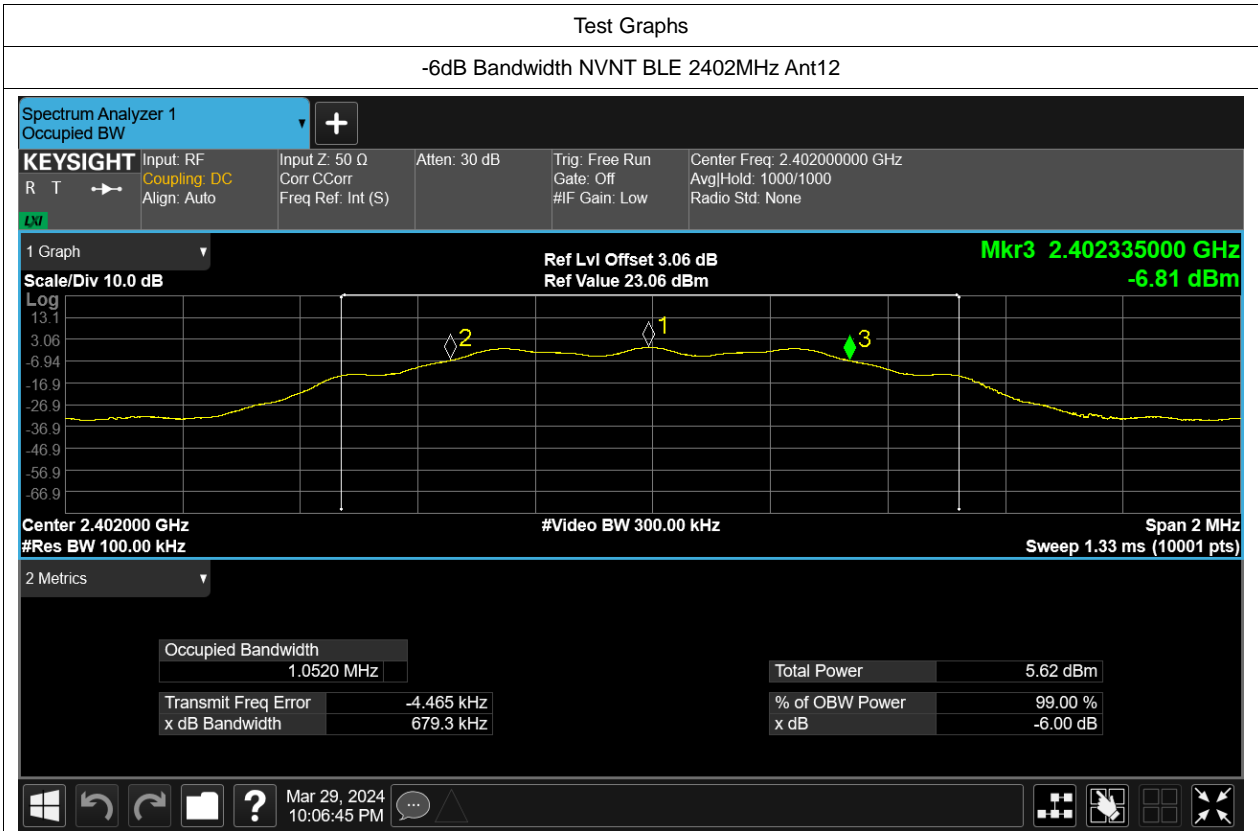 Test Graphs
-6dB Bandwidth NVNT BLE 2402MHz Ant12
Spectrum Analyzer 1
Occupied BW
KEYSIGHT
R T
LXI
Input: RF
Coupling: DC
Align: Auto
Input Z: 50 Ω
Corr CCorr
Freq Ref: Int (S)
Atten: 30 dB
Trig: Free Run
Gate: Off
#IF Gain: Low
Center Freq: 2.402000000 GHz
Avg|Hold: 1000/1000
Radio Std: None
1 Graph
Scale/Div 10.0 dB
Ref Lvl Offset 3.06 dB
Ref Value 23.06 dBm
Mkr3 2.402335000 GHz
-6.81 dBm
Log
13.1
3.06
-6.94
-16.9
-26.9
-36.9
-46.9
-56.9
-66.9
2
1
3
Center 2.402000 GHz
#Res BW 100.00 kHz
#Video BW 300.00 kHz
Span 2 MHz
Sweep 1.33 ms (10001 pts)
2 Metrics
Occupied Bandwidth
1.0520 MHz
Transmit Freq Error -4.465 kHz
x dB Bandwidth 679.3 kHz
Total Power 5.62 dBm
% of OBW Power 99.00 %
x dB -6.00 dB
?
Mar 29, 2024
10:06:45 PM